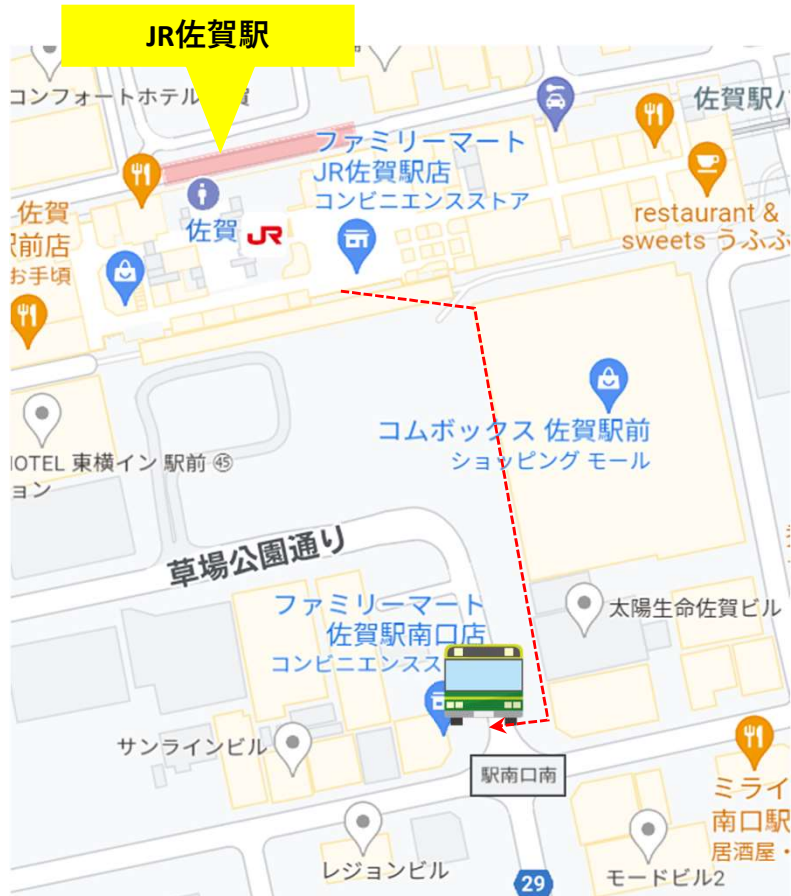 JR佐賀駅
コンフォートホテル
佐賀駅バ
ファミリーマート
JR佐賀駅店
コンビニエンスストア
佐賀
駅前店
お手頃
佐賀 JR
restaurant &
sweets うふふ
コムボックス 佐賀駅前
ショッピング モール
HOTEL 東横イン 駅前 ㊺
ョン
草場公園通り
ファミリーマート
佐賀駅南口店
コンビニエンスス
太陽生命佐賀ビル
サンラインビル
駅南口南
ミライ
南口駅
居酒屋・
レジョンビル
29
モードビル2